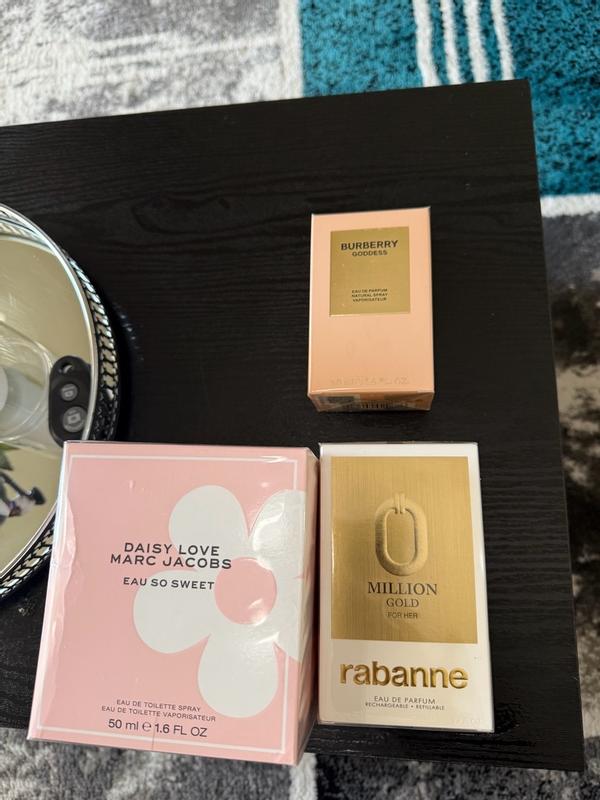 BURBERRY
GODDESS
EAU DE PARFUM
NATURAL SPRAY
VAPORISATEUR
DAISY LOVE
MARC JACOBS
EAU SO SWEET
EAU DE TOILETTE SPRAY
EAU DE TOILETTE VAPORISATEUR
50 ml ℮ 1.6 FL OZ
MILLION
GOLD
FOR HER
rabanne
EAU DE PARFUM
RECHARGEABLE • REFILLABLE